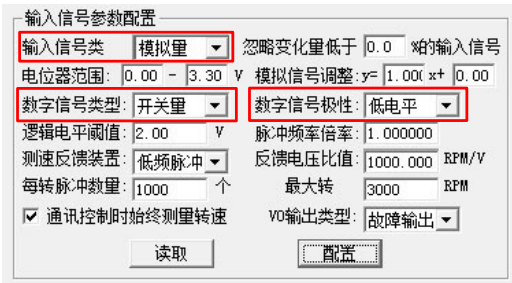 输入信号参数配置
输入信号类 模拟量 忽略变化量低于 0.0 %的输入信号
电位器范围: 0.00 - 3.30 V 模拟信号调整:y= 1.00( x+ 0.00
数字信号类型: 开关量 数字信号极性: 低电平
逻辑电平阈值: 2.00 V 脉冲频率倍率: 1.000000
测速反馈装置: 低频脉冲 反馈电压比值: 1000.000 RPM/V
每转脉冲数量: 1000 个 最大转 3000 RPM
通讯控制时始终测量转速 VO输出类型: 故障输出
读取 配置